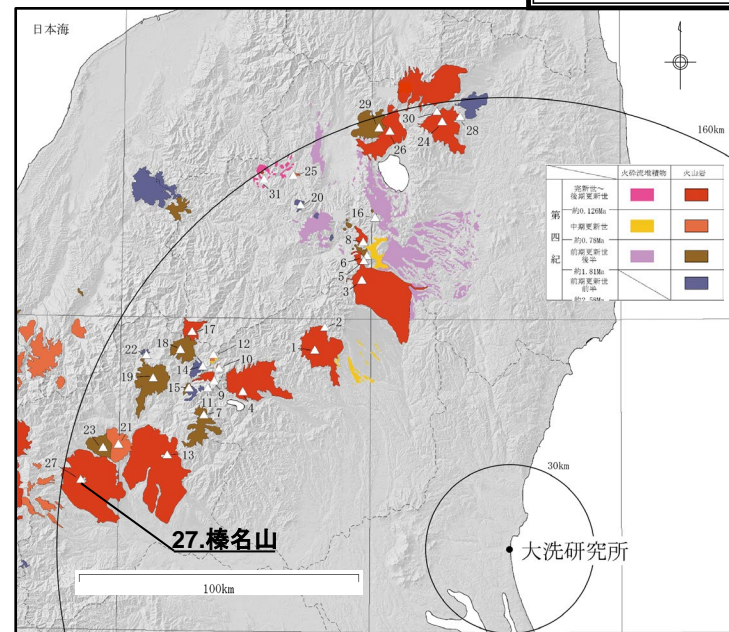 日本海
160km
火砕流堆積物
火山岩
第四紀
完新世～
後期更新世
約0.126Ma
中期更新世
約0.78Ma
前期更新世
後半
約1.81Ma
前期更新世
前半
約2.58Ma
29
30
24
28
26
25
31
20
16
8
6
5
3
17
2
18
12
1
22
14
10
19
15
9
4
11
7
23
21
13
27
30km
27.榛名山
大洗研究所
100km